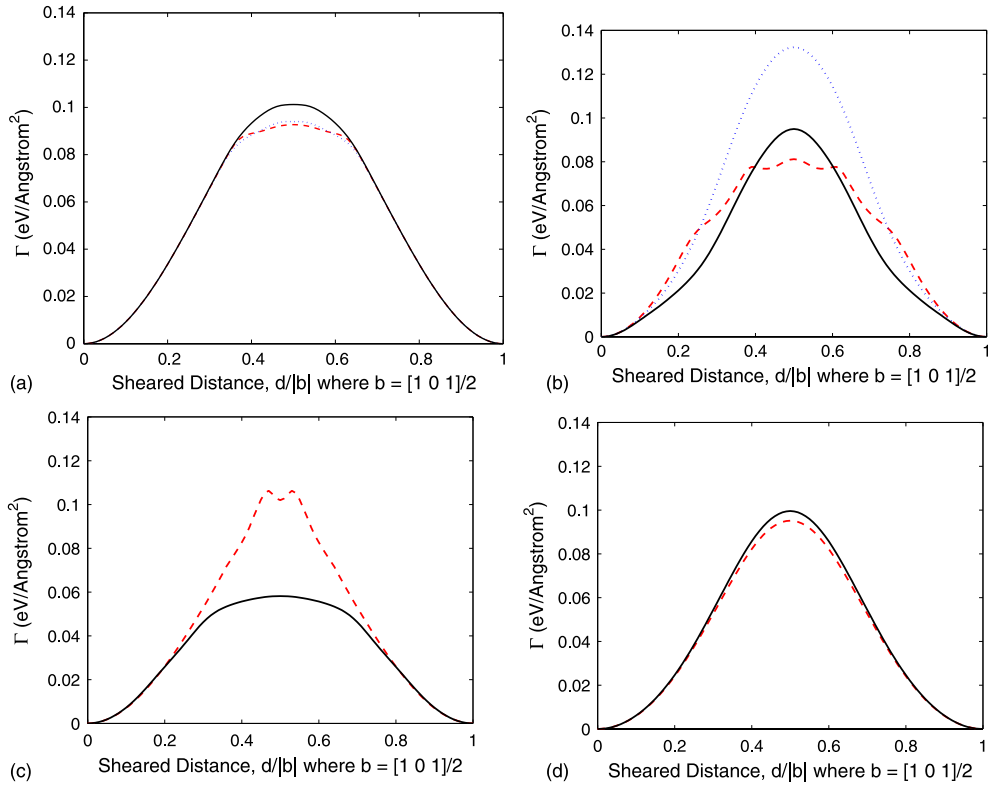 0.14
0.12
0.1
0.08
0.06
0.04
0.02
0
Γ (eV/Angstrom²)
0 0.2 0.4 0.6 0.8 1
(a) Sheared Distance, d/|b| where b = [1 0 1]/2
0.14
0.12
0.1
0.08
0.06
0.04
0.02
0
Γ (eV/Angstrom²)
0 0.2 0.4 0.6 0.8 1
(b) Sheared Distance, d/|b| where b = [1 0 1]/2
0.14
0.12
0.1
0.08
0.06
0.04
0.02
0
Γ (eV/Angstrom²)
0 0.2 0.4 0.6 0.8 1
(c) Sheared Distance, d/|b| where b = [1 0 1]/2
0.14
0.12
0.1
0.08
0.06
0.04
0.02
0
Γ (eV/Angstrom²)
0 0.2 0.4 0.6 0.8 1
(d) Sheared Distance, d/|b| where b = [1 0 1]/2